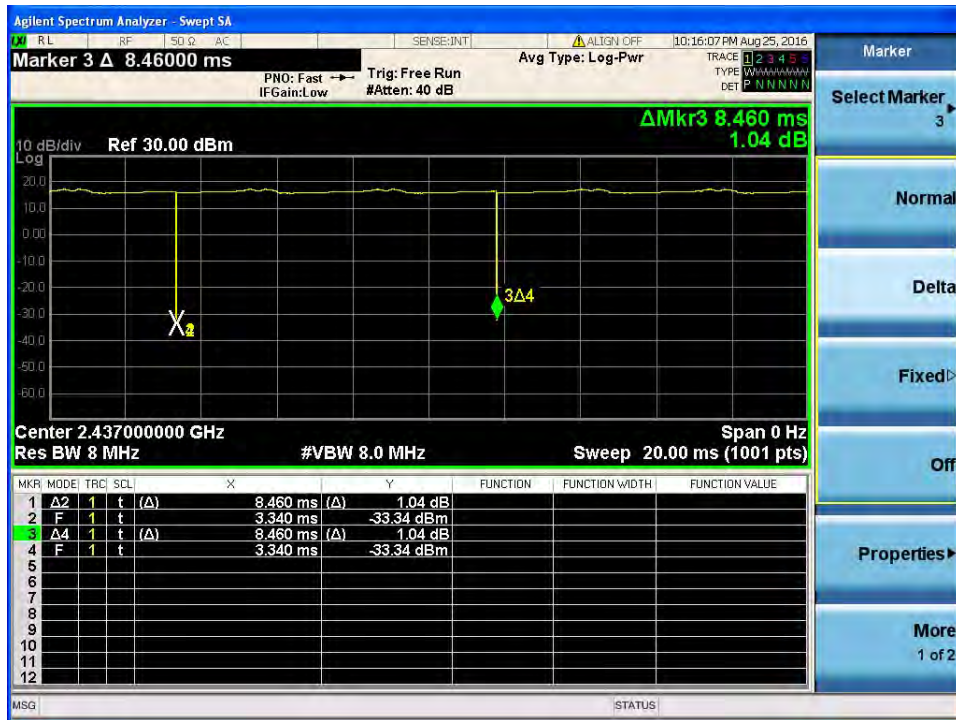 Agilent Spectrum Analyzer - Swept SA
LXI RL RF 50 Ω AC SENSE:INT ALIGN OFF 10:16:07 PM Aug 25, 2016
Marker 3 Δ 8.46000 ms
PNO: Fast
IFGain:Low
Trig: Free Run
#Atten: 40 dB
Avg Type: Log-Pwr
TRACE 1 2 3 4 5 6
TYPE WWWWWWW
DET P N N N N N
ΔMkr3 8.460 ms
1.04 dB
10 dB/div Ref 30.00 dBm
Log
20.0
10.0
0.00
-10.0
-20.0
-30.0
-40.0
-50.0
-60.0
3Δ4
Center 2.437000000 GHz Span 0 Hz
Res BW 8 MHz #VBW 8.0 MHz Sweep 20.00 ms (1001 pts)
MKR MODE TRC SCL X Y FUNCTION FUNCTION WIDTH FUNCTION VALUE
1 Δ2 1 t (Δ) 8.460 ms (Δ) 1.04 dB
2 F 1 t 3.340 ms -33.34 dBm
3 Δ4 1 t (Δ) 8.460 ms (Δ) 1.04 dB
4 F 1 t 3.340 ms -33.34 dBm
5
6
7
8
9
10
11
12
MSG STATUS
Marker
Select Marker
3
Normal
Delta
Fixed
Off
Properties
More
1 of 2